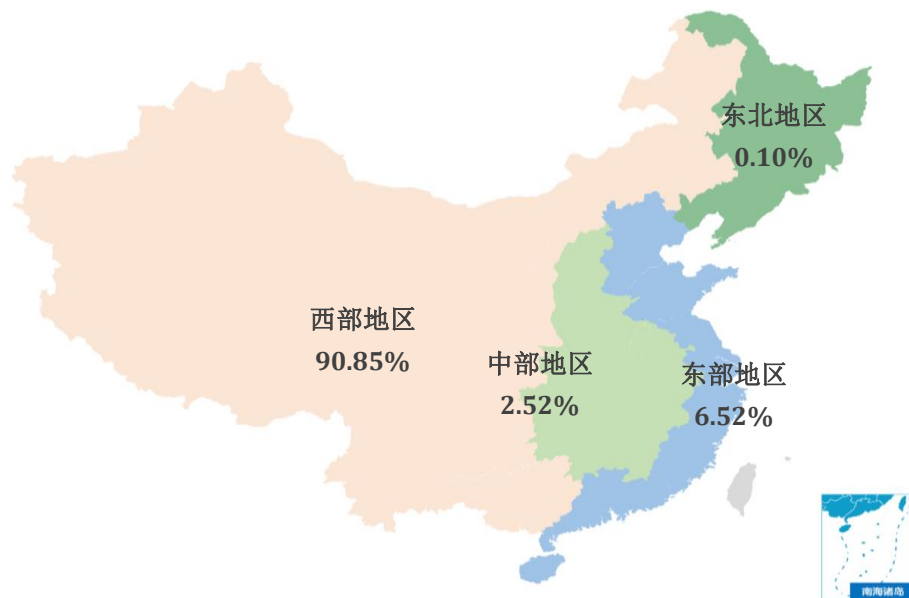 东北地区
0.10%
西部地区
90.85%
中部地区
2.52%
东部地区
6.52%
南海诸岛